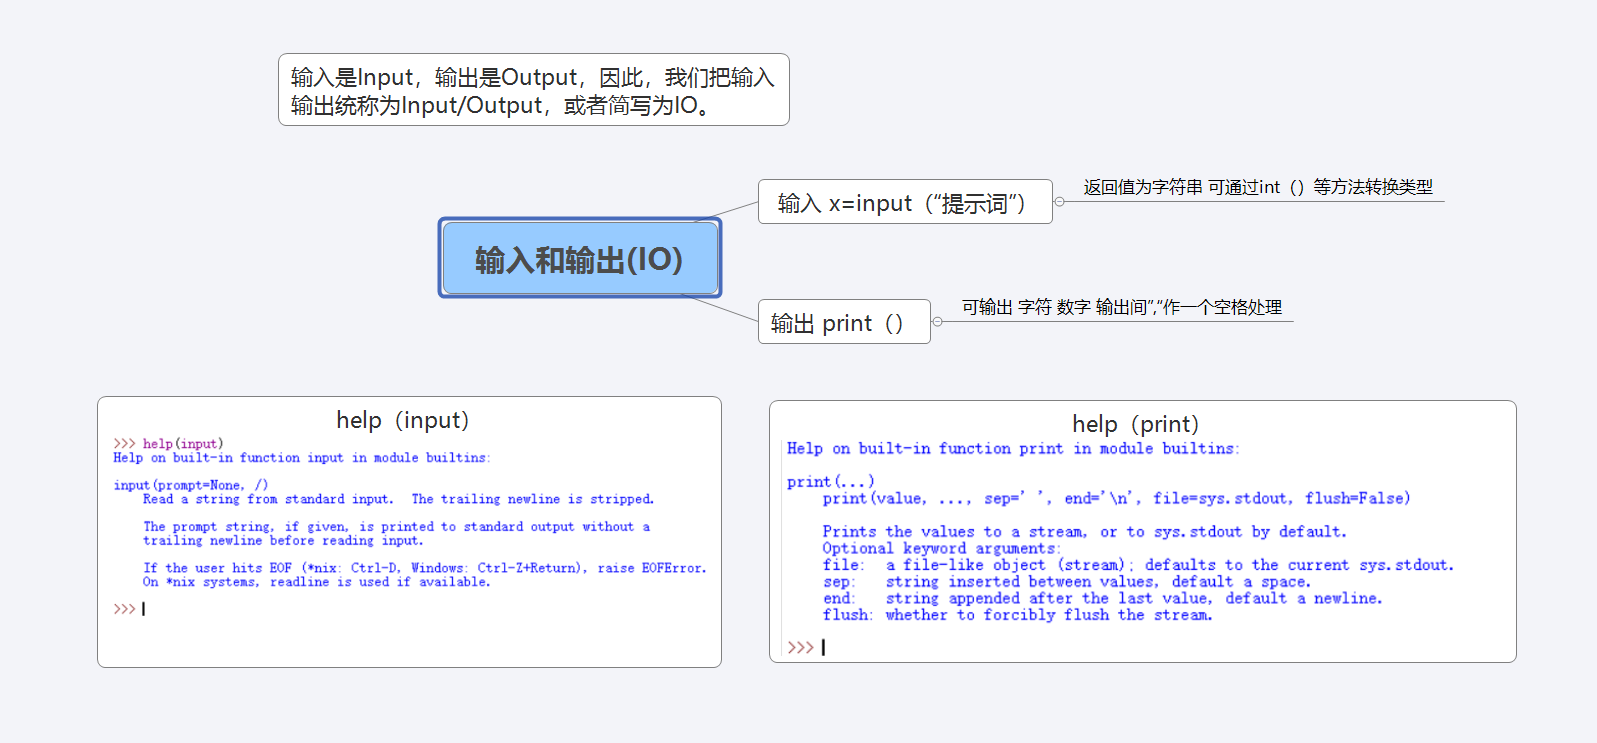 输入是Input，输出是Output，因此，我们把输入
输出统称为Input/Output，或者简写为IO。
输入 x=input（“提示词”）
返回值为字符串 可通过int（）等方法转换类型
输入和输出(IO)
输出 print（）
可输出 字符 数字 输出间”,“作一个空格处理
help（input）
>>> help(input)
Help on built-in function input in module builtins:
input(prompt=None, /)
Read a string from standard input.  The trailing newline is stripped.
The prompt string, if given, is printed to standard output without a
trailing newline before reading input.
If the user hits EOF (*nix: Ctrl-D, Windows: Ctrl-Z+Return), raise EOFError.
On *nix systems, readline is used if available.
>>>
help（print）
Help on built-in function print in module builtins:
print(...)
print(value, ..., sep=' ', end='\n', file=sys.stdout, flush=False)
Prints the values to a stream, or to sys.stdout by default.
Optional keyword arguments:
file:  a file-like object (stream); defaults to the current sys.stdout.
sep:   string inserted between values, default a space.
end:   string appended after the last value, default a newline.
flush: whether to forcibly flush the stream.
>>>